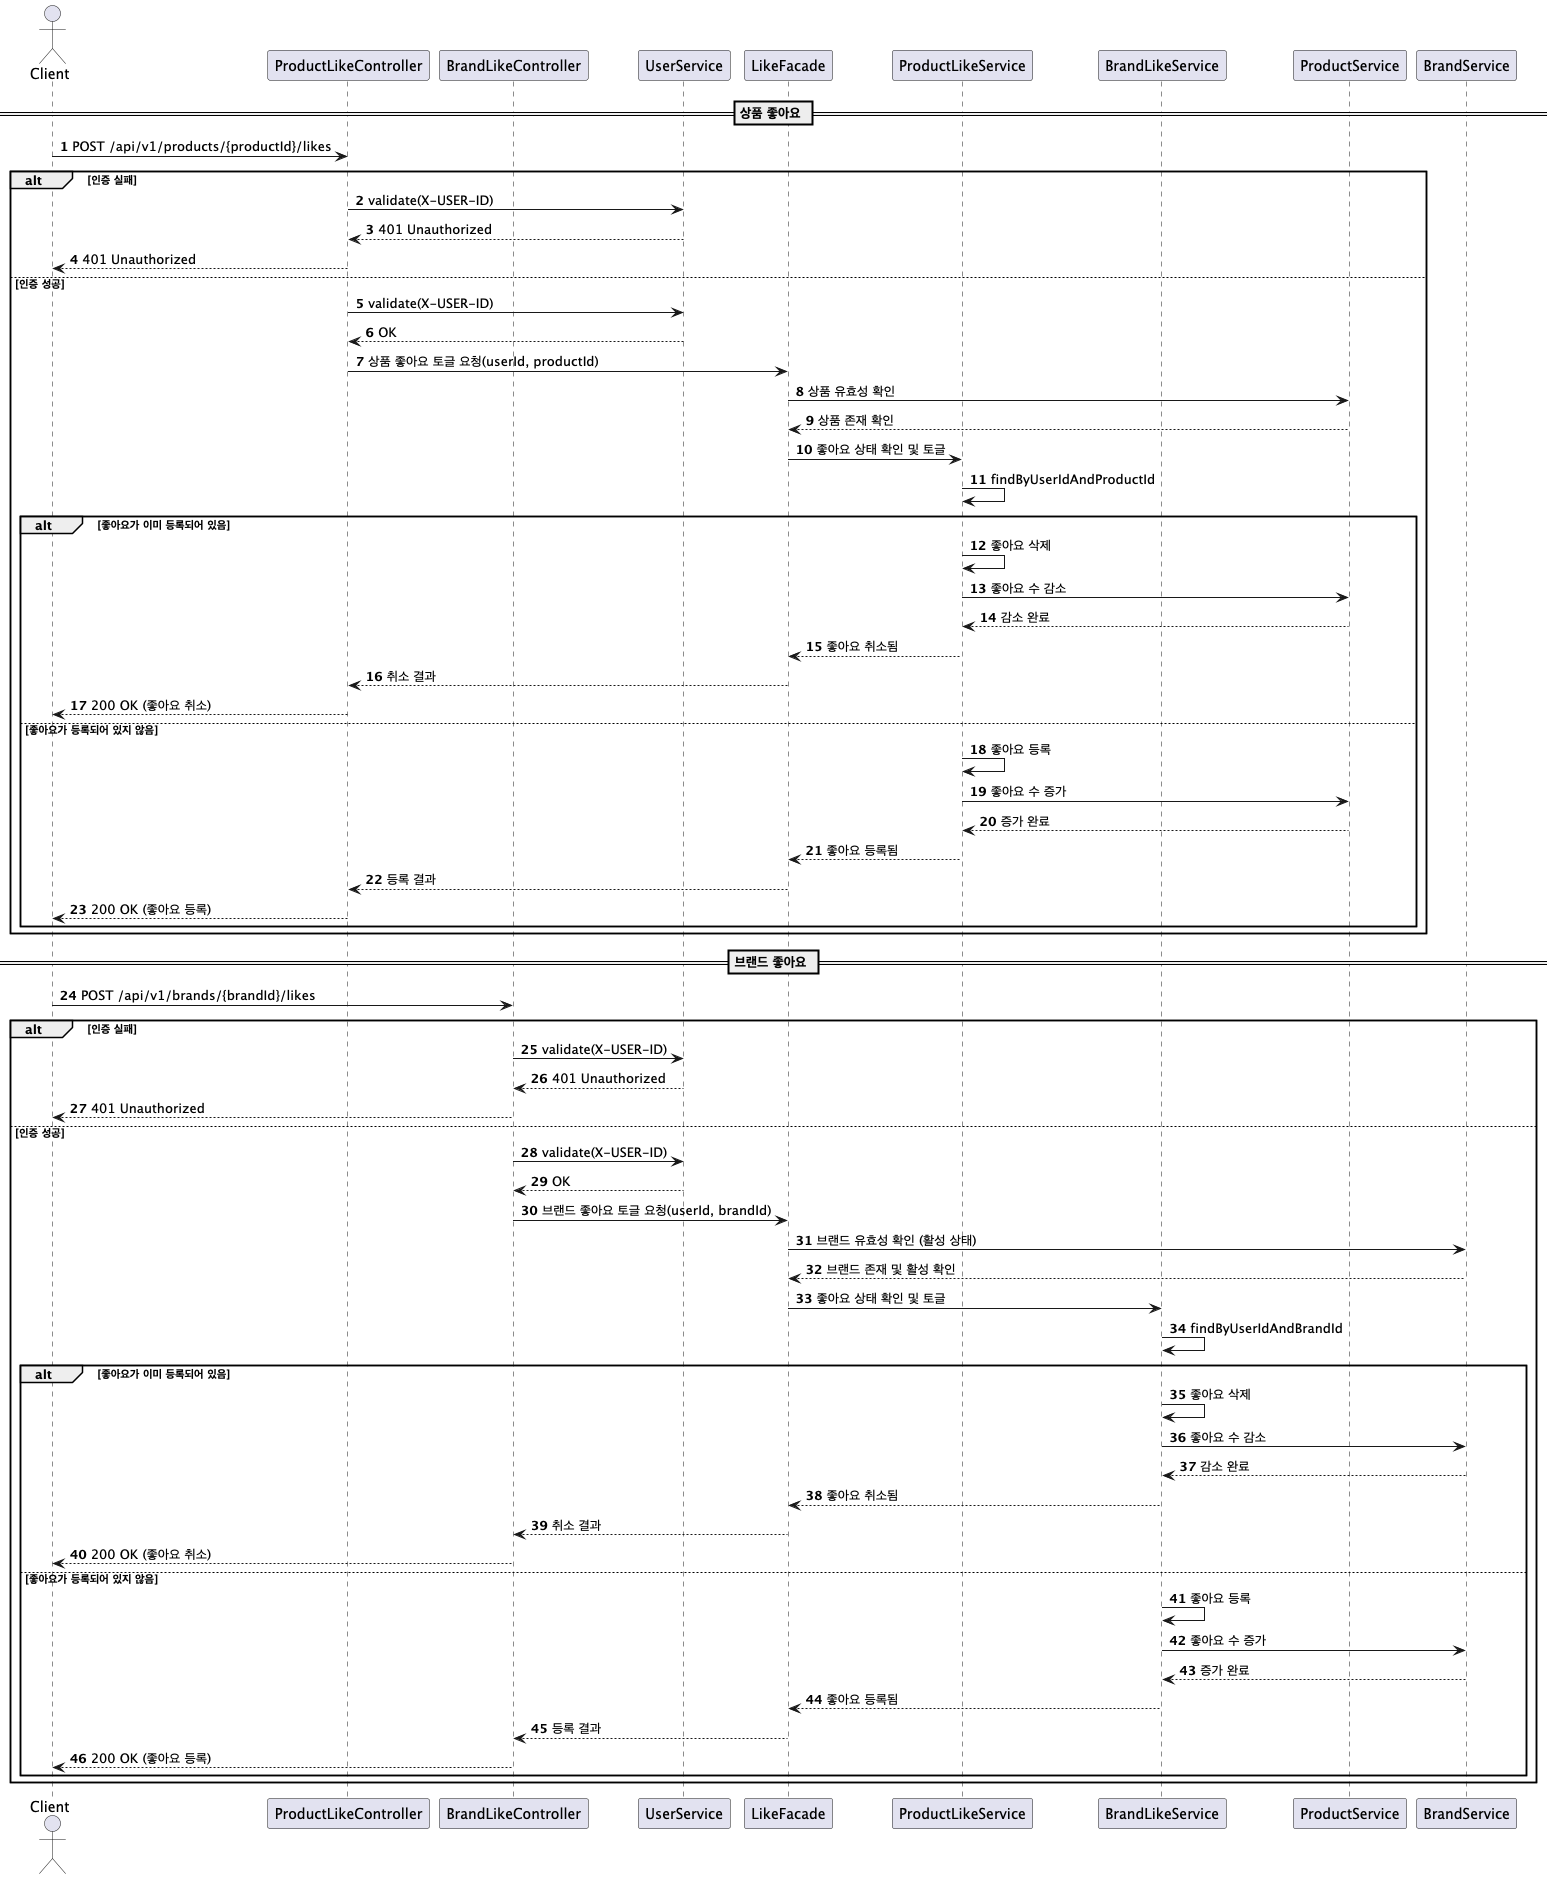 Client
ProductLikeController
BrandLikeController
UserService
LikeFacade
ProductLikeService
BrandLikeService
ProductService
BrandService
상품 좋아요
1 POST /api/v1/products/{productId}/likes
alt [인증 실패]
2 validate(X-USER-ID)
3 401 Unauthorized
4 401 Unauthorized
[인증 성공]
5 validate(X-USER-ID)
6 OK
7 상품 좋아요 토글 요청(userId, productId)
8 상품 유효성 확인
9 상품 존재 확인
10 좋아요 상태 확인 및 토글
11 findByUserIdAndProductId
alt [좋아요가 이미 등록되어 있음]
12 좋아요 삭제
13 좋아요 수 감소
14 감소 완료
15 좋아요 취소됨
16 취소 결과
17 200 OK (좋아요 취소)
[좋아요가 등록되어 있지 않음]
18 좋아요 등록
19 좋아요 수 증가
20 증가 완료
21 좋아요 등록됨
22 등록 결과
23 200 OK (좋아요 등록)
브랜드 좋아요
24 POST /api/v1/brands/{brandId}/likes
alt [인증 실패]
25 validate(X-USER-ID)
26 401 Unauthorized
27 401 Unauthorized
[인증 성공]
28 validate(X-USER-ID)
29 OK
30 브랜드 좋아요 토글 요청(userId, brandId)
31 브랜드 유효성 확인 (활성 상태)
32 브랜드 존재 및 활성 확인
33 좋아요 상태 확인 및 토글
34 findByUserIdAndBrandId
alt [좋아요가 이미 등록되어 있음]
35 좋아요 삭제
36 좋아요 수 감소
37 감소 완료
38 좋아요 취소됨
39 취소 결과
40 200 OK (좋아요 취소)
[좋아요가 등록되어 있지 않음]
41 좋아요 등록
42 좋아요 수 증가
43 증가 완료
44 좋아요 등록됨
45 등록 결과
46 200 OK (좋아요 등록)
Client
ProductLikeController
BrandLikeController
UserService
LikeFacade
ProductLikeService
BrandLikeService
ProductService
BrandService